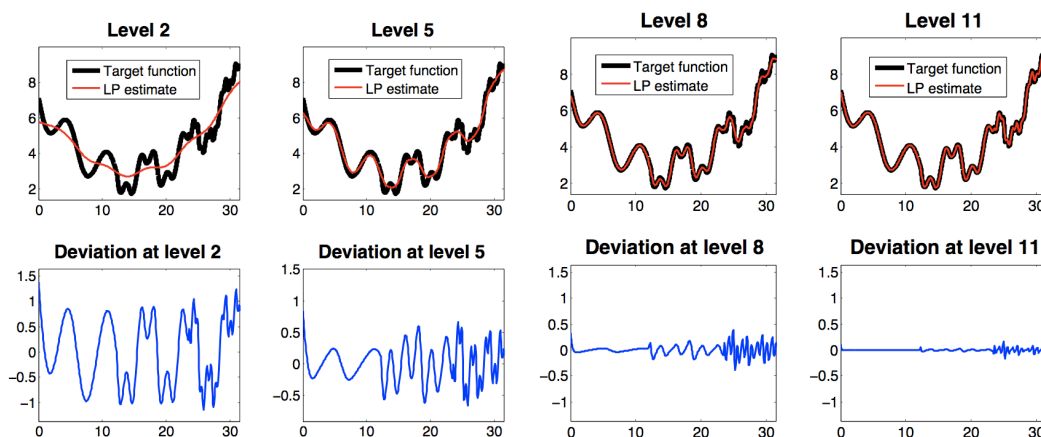 Level 2
Level 5
Level 8
Level 11
8
6
4
2
Target function
LP estimate
0 10 20 30
8
6
4
2
Target function
LP estimate
0 10 20 30
8
6
4
2
Target function
LP estimate
0 10 20 30
8
6
4
2
Target function
LP estimate
0 10 20 30
Deviation at level 2
Deviation at level 5
Deviation at level 8
Deviation at level 11
1.5
1
0.5
0
−0.5
−1
0 10 20 30
1.5
1
0.5
0
−0.5
0 10 20 30
1.5
1
0.5
0
−0.5
−1
0 10 20 30
1.5
1
0.5
0
−0.5
−1
0 10 20 30